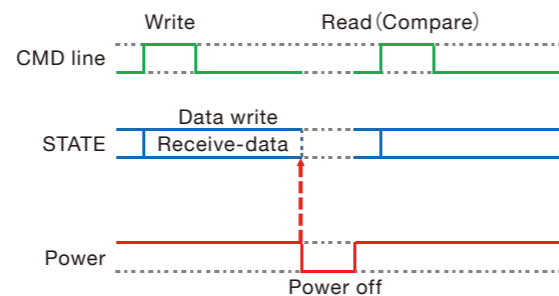 Write
Read (Compare)
CMD line
Data write
STATE
Receive-data
Power
Power off